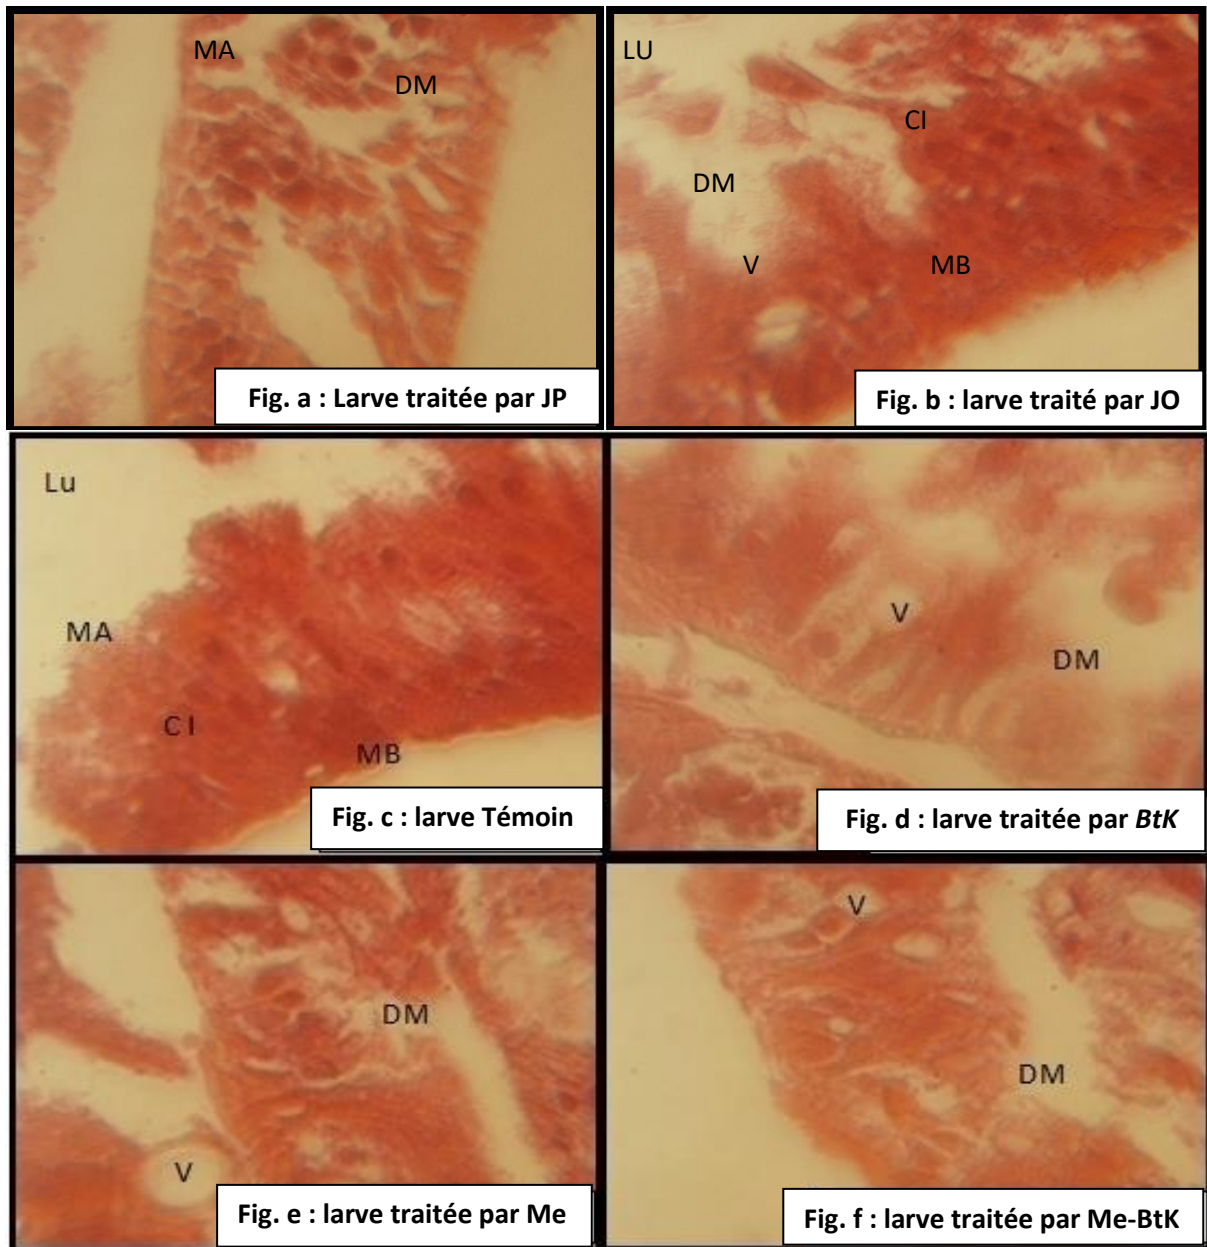 MA
DM
Fig. a : Larve traitée par JP
LU
CI
DM
V
MB
Fig. b : larve traité par JO
Lu
MA
CI
MB
Fig. c : larve Témoin
V
DM
Fig. d : larve traitée par BtK
DM
V
Fig. e : larve traitée par Me
V
DM
Fig. f : larve traitée par Me-BtK